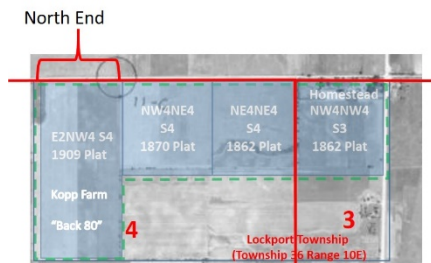 North End
Homestead
NW4NE4
S4
1870 Plat
NE4NE4
S4
1862 Plat
NW4NW4
S3
1862 Plat
E2NW4 S4
1909 Plat
Kopp Farm
"Back 80"
4
3
Lockport Township
(Township 36 Range 10E)